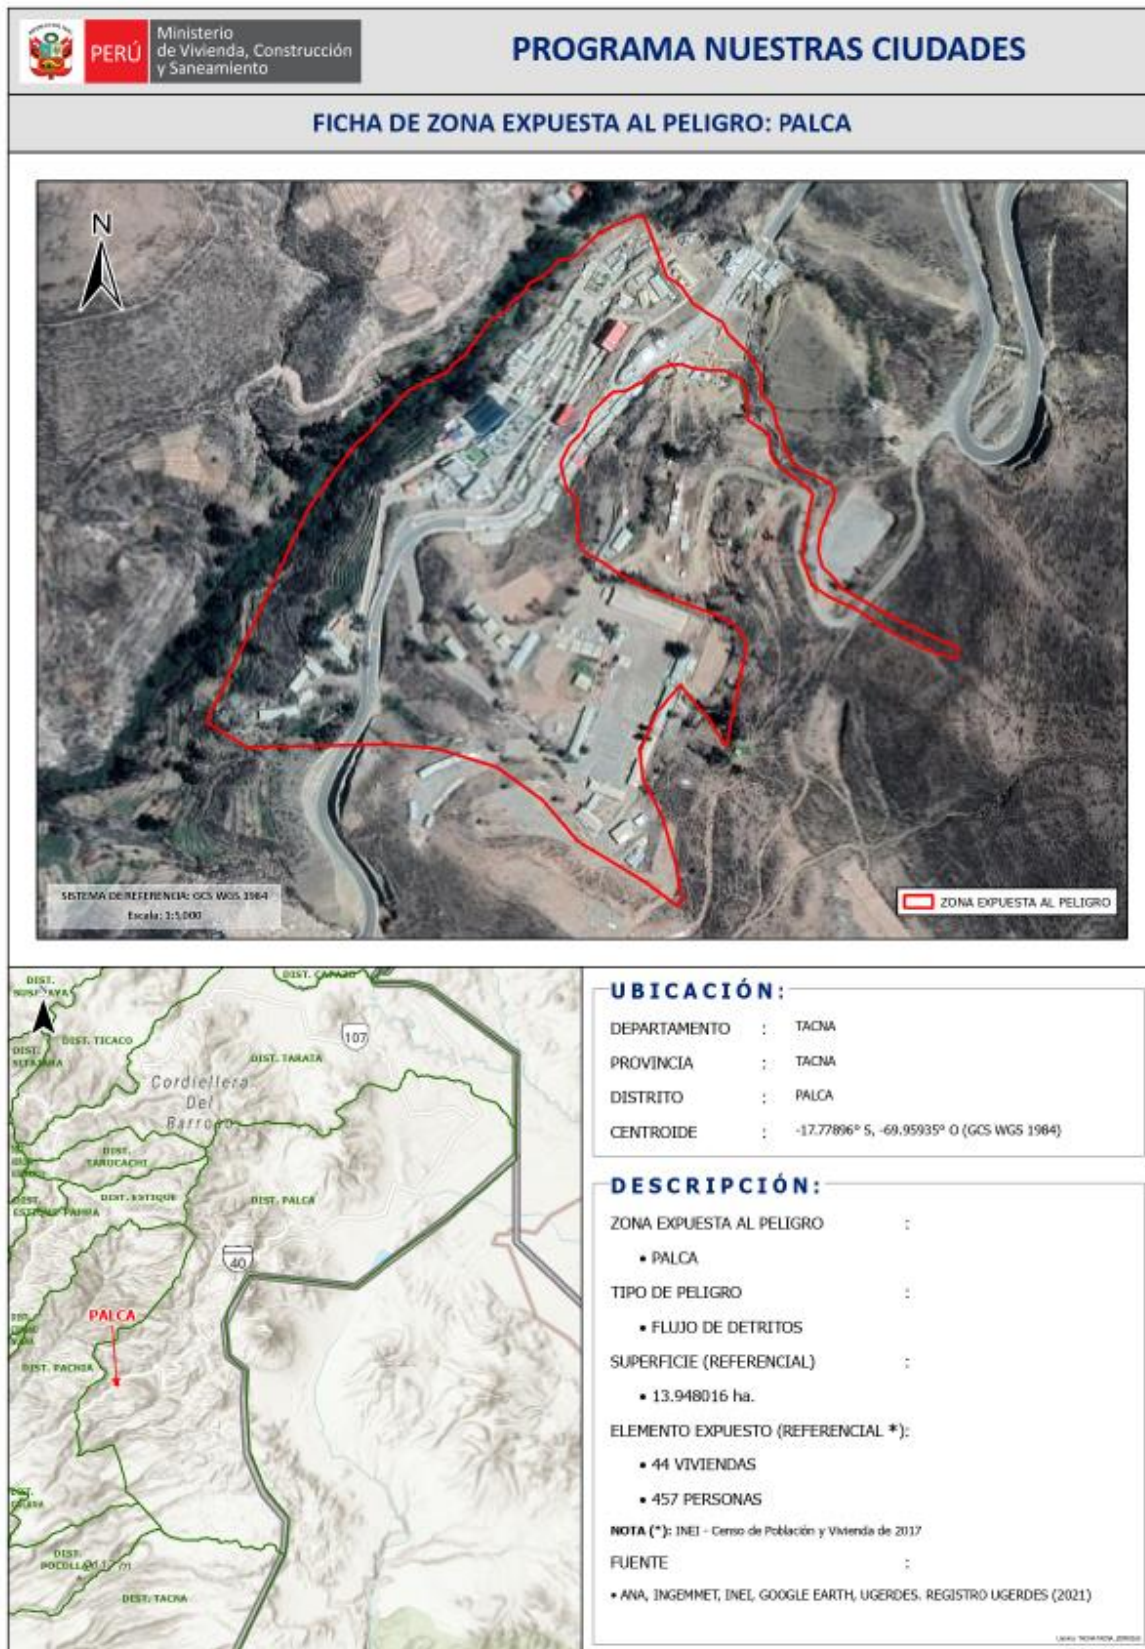 PERÚ
Ministerio
de Vivienda, Construcción
y Saneamiento
PROGRAMA NUESTRAS CIUDADES
FICHA DE ZONA EXPUESTA AL PELIGRO: PALCA
N
SISTEMA DE REFERENCIA: GCS WGS 1984
Escala: 1:5,000
ZONA EXPUESTA AL PELIGRO
DIST. CAPAZO
DIST.
DIST. TICACO
DIST.
107
DIST. TARATA
Cordiellera
Del
Barroso
DIST.
TARUCACHI
DIST. ESTIQUE
DIST.
ESTIQUE-PAMPA
DIST. PALCA
40
PALCA
DIST. PACHIA
DIST.
DIST.
POCOLLAY
DIST. TACNA
UBICACIÓN:
DEPARTAMENTO : TACNA
PROVINCIA : TACNA
DISTRITO : PALCA
CENTROIDE : -17.77896° S, -69.95935° O (GCS WGS 1984)
DESCRIPCIÓN:
ZONA EXPUESTA AL PELIGRO :
• PALCA
TIPO DE PELIGRO :
• FLUJO DE DETRITOS
SUPERFICIE (REFERENCIAL) :
• 13.948016 ha.
ELEMENTO EXPUESTO (REFERENCIAL *):
• 44 VIVIENDAS
• 457 PERSONAS
NOTA (*): INEI - Censo de Población y Vivienda de 2017
FUENTE :
• ANA, INGEMMET, INEI, GOOGLE EARTH, UGERDES. REGISTRO UGERDES (2021)